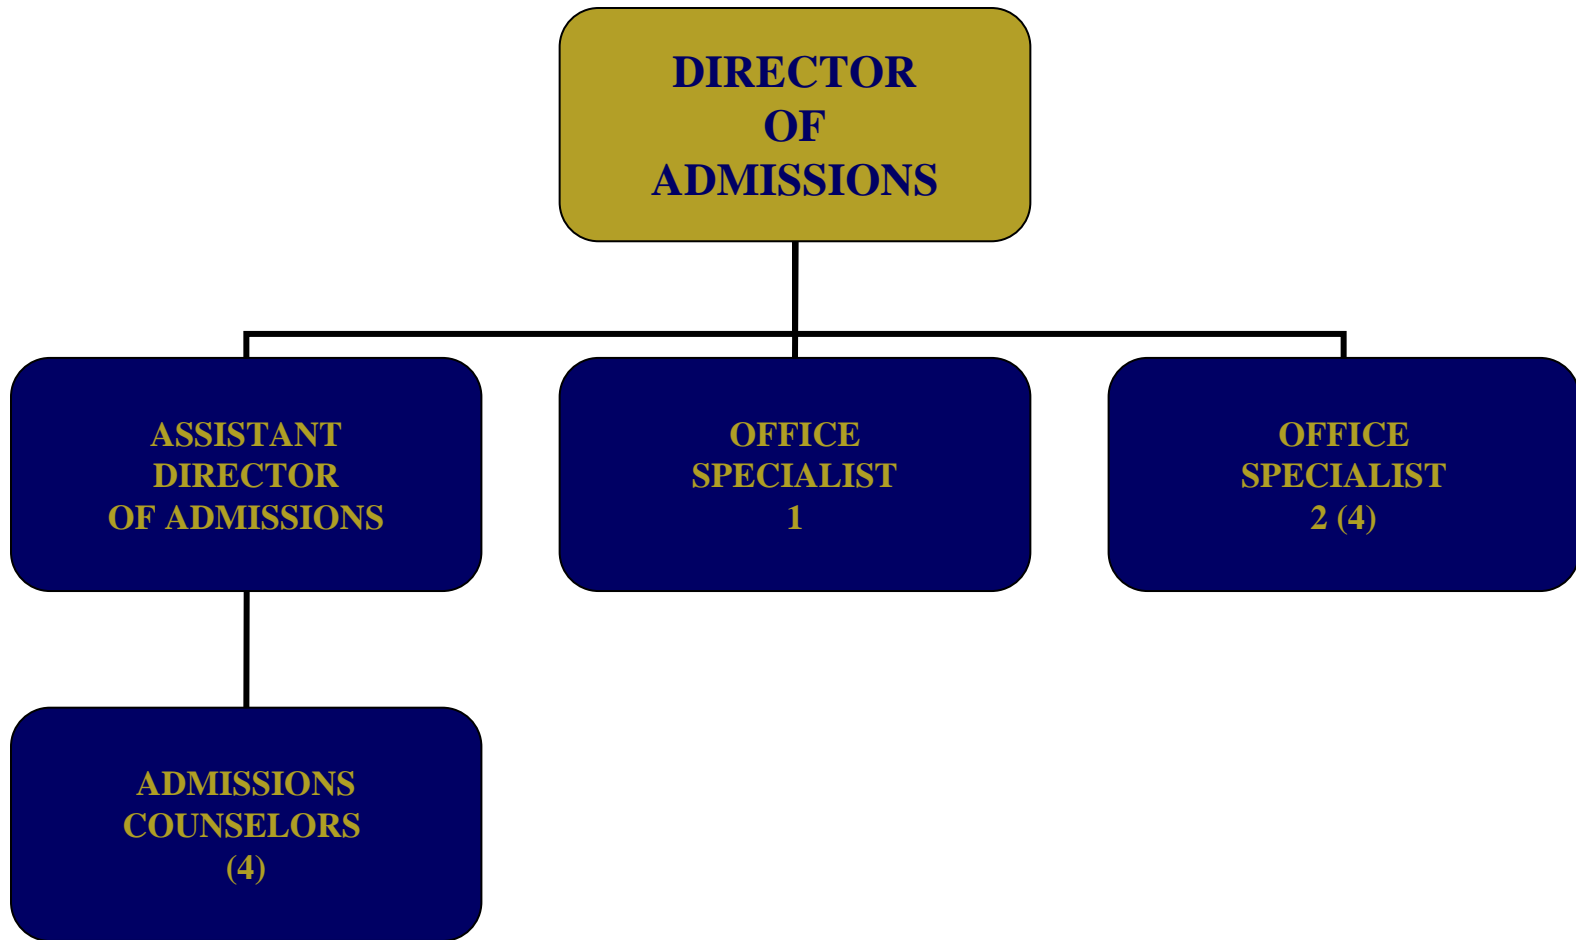 DIRECTOR
OF
ADMISSIONS
ASSISTANT
DIRECTOR
OF ADMISSIONS
OFFICE
SPECIALIST
1
OFFICE
SPECIALIST
2 (4)
ADMISSIONS
COUNSELORS
(4)